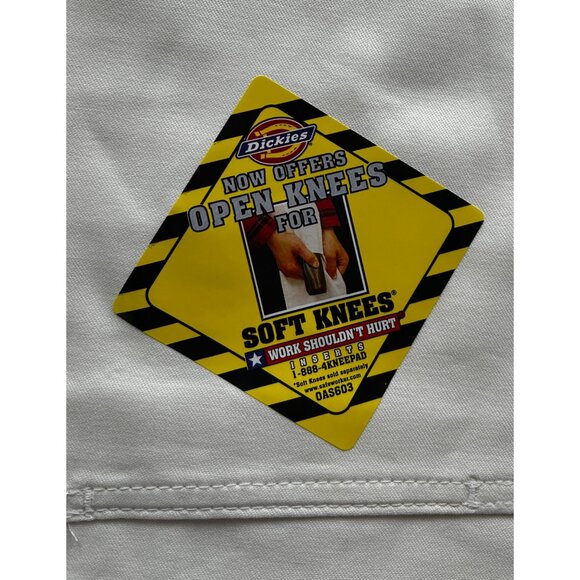 Dickies
NOW OFFERS
OPEN KNEES
FOR
SOFT KNEES®
WORK SHOULDN'T HURT
INSERTS
1-888-4KNEEPAD
*Soft Knees sold separately
www.safeworker.com
OAS603